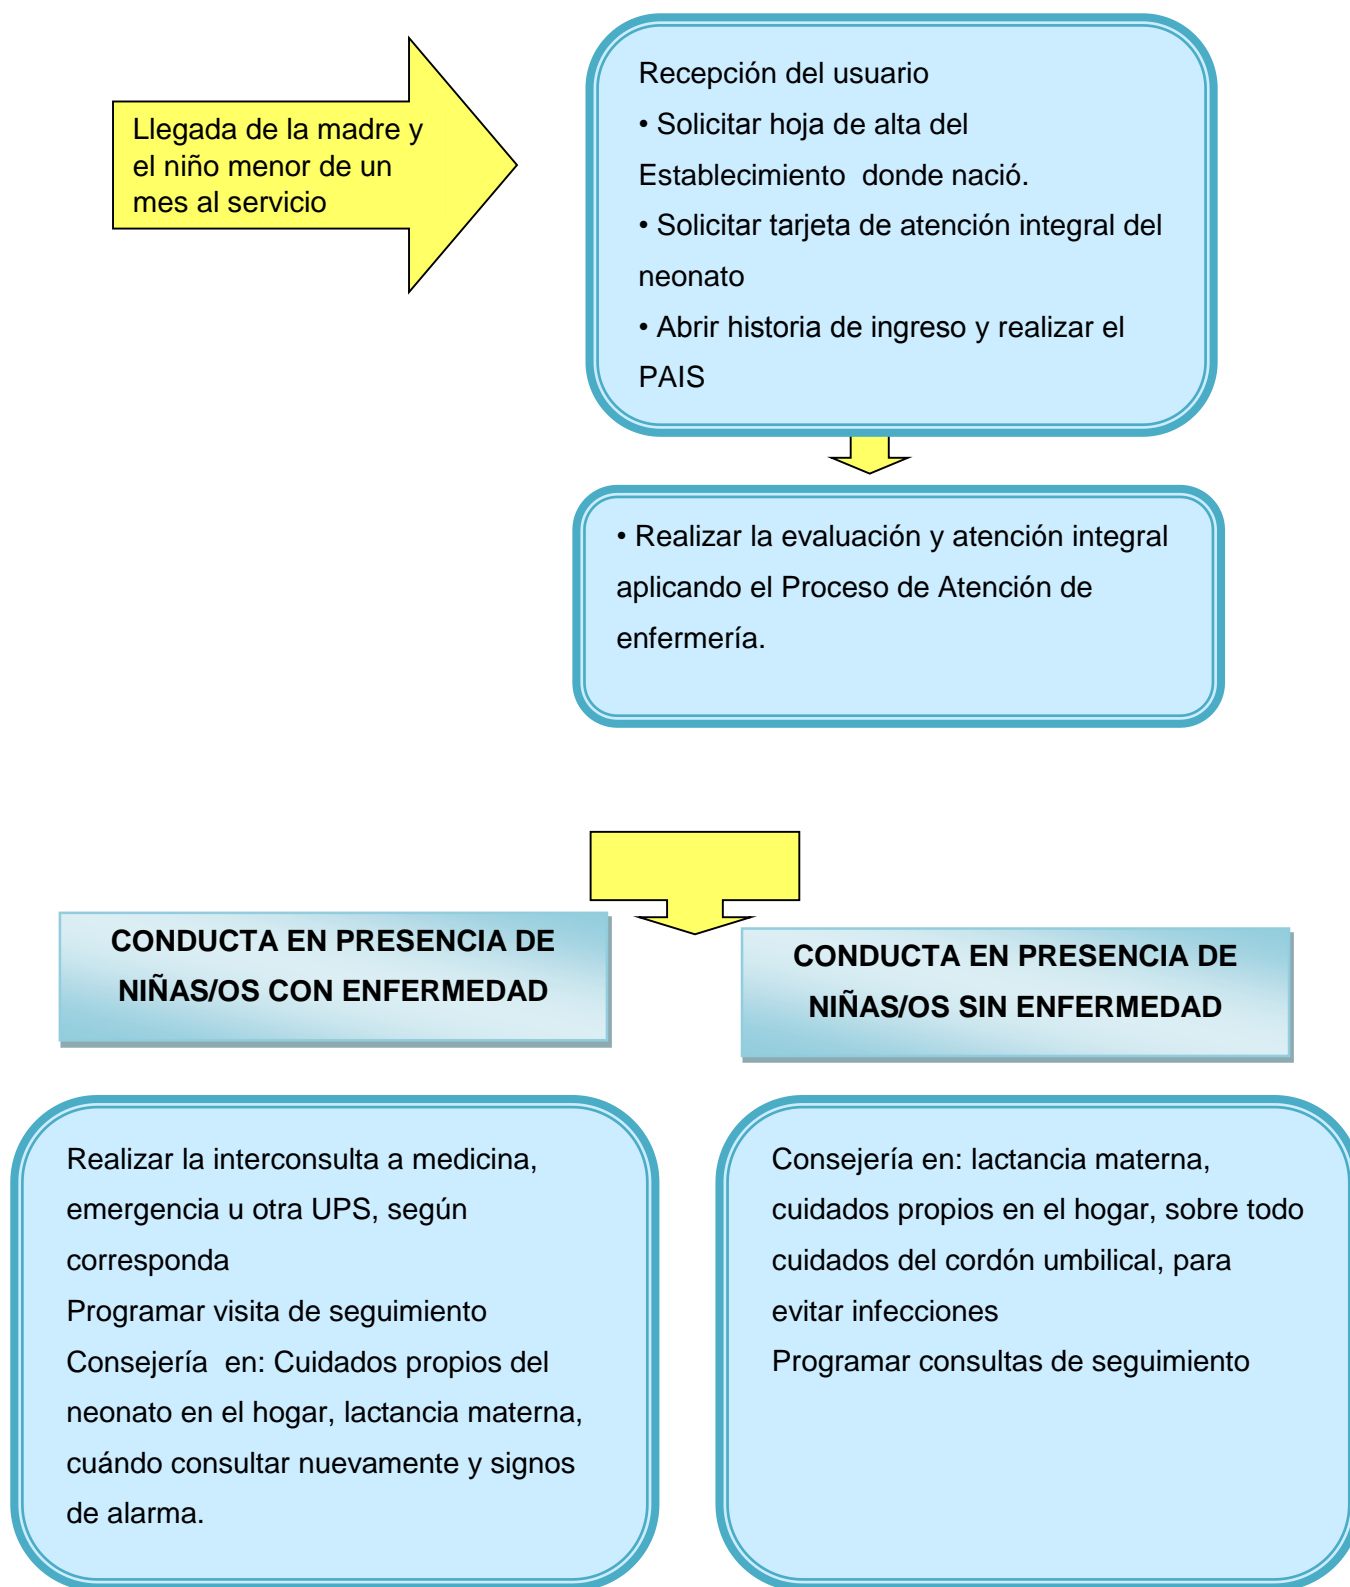 Llegada de la madre y
el niño menor de un
mes al servicio
Recepción del usuario
• Solicitar hoja de alta del
Establecimiento  donde nació.
• Solicitar tarjeta de atención integral del
neonato
• Abrir historia de ingreso y realizar el
PAIS
• Realizar la evaluación y atención integral
aplicando el Proceso de Atención de
enfermería.
CONDUCTA EN PRESENCIA DE
NIÑAS/OS CON ENFERMEDAD
CONDUCTA EN PRESENCIA DE
NIÑAS/OS SIN ENFERMEDAD
Realizar la interconsulta a medicina,
emergencia u otra UPS, según
corresponda
Programar visita de seguimiento
Consejería  en: Cuidados propios del
neonato en el hogar, lactancia materna,
cuándo consultar nuevamente y signos
de alarma.
Consejería en: lactancia materna,
cuidados propios en el hogar, sobre todo
cuidados del cordón umbilical, para
evitar infecciones
Programar consultas de seguimiento